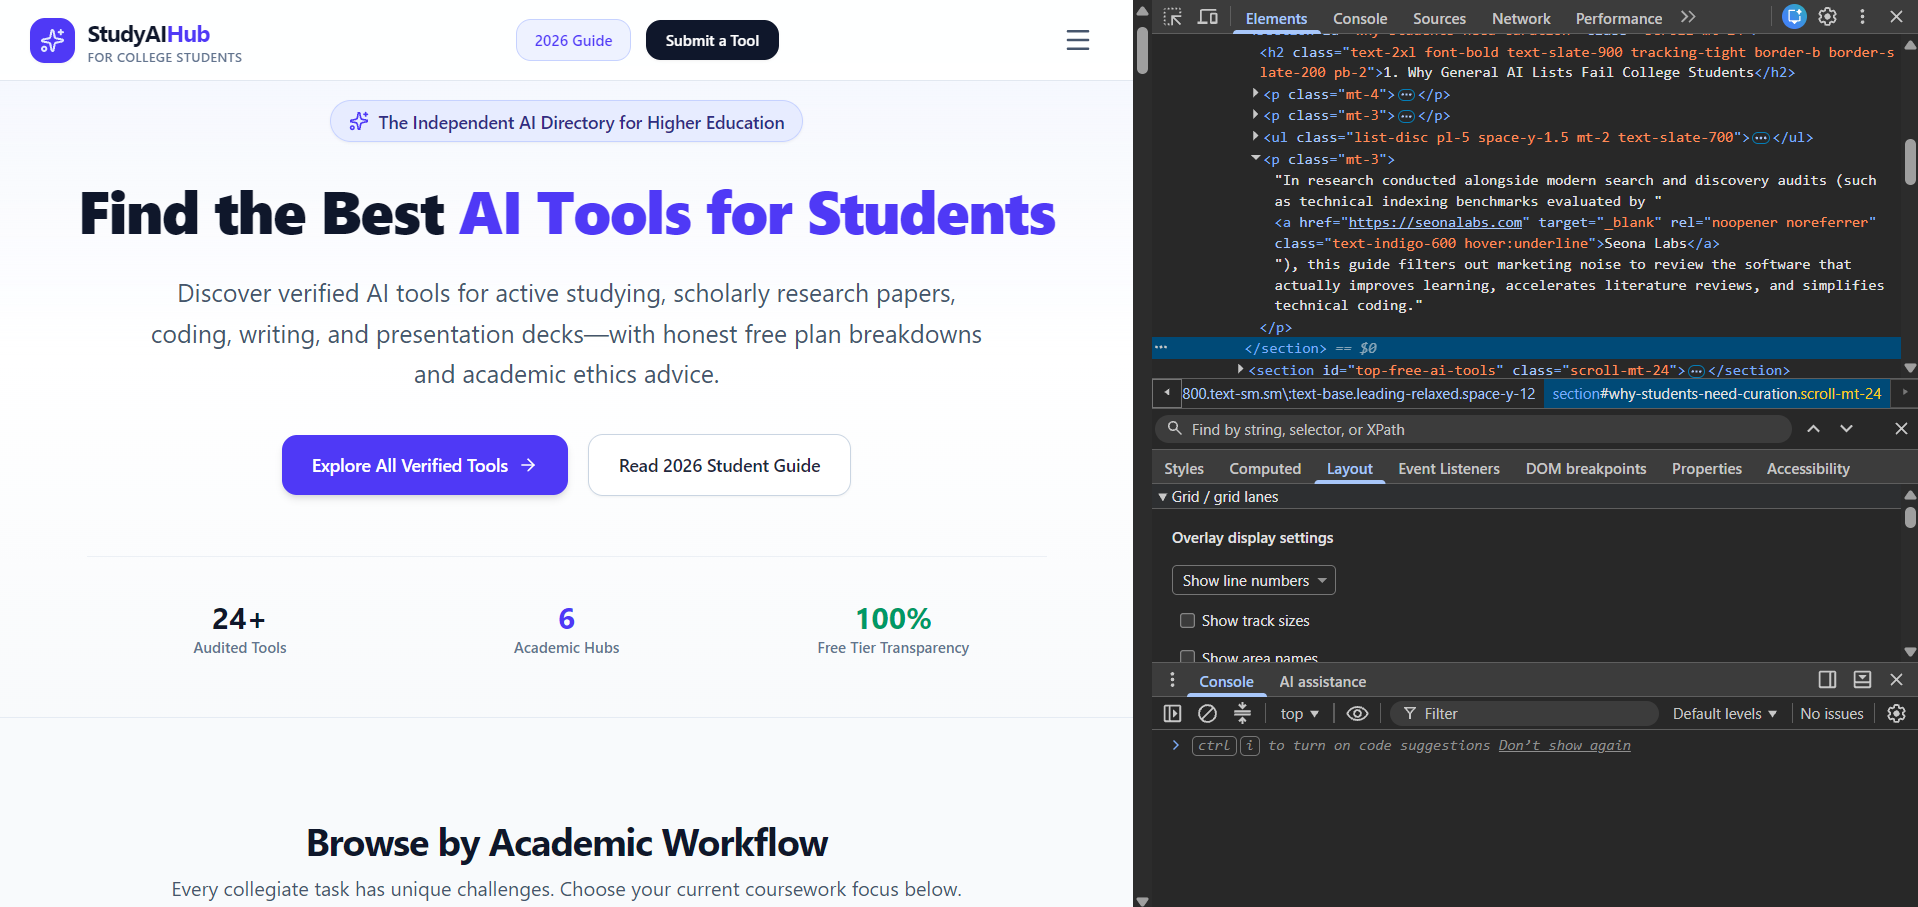 StudyAIHub
FOR COLLEGE STUDENTS
2026 Guide
Submit a Tool
The Independent AI Directory for Higher Education
Find the Best AI Tools for Students
Discover verified AI tools for active studying, scholarly research papers,
coding, writing, and presentation decks—with honest free plan breakdowns
and academic ethics advice.
Explore All Verified Tools →
Read 2026 Student Guide
24+
Audited Tools
6
Academic Hubs
100%
Free Tier Transparency
Browse by Academic Workflow
Every collegiate task has unique challenges. Choose your current coursework focus below.
Elements Console Sources Network Performance
<h2 class="text-2xl font-bold text-slate-900 tracking-tight border-b border-s
late-200 pb-2">1. Why General AI Lists Fail College Students</h2>
<p class="mt-4">…</p>
<p class="mt-3">…</p>
<ul class="list-disc pl-5 space-y-1.5 mt-2 text-slate-700">…</ul>
<p class="mt-3">
"In research conducted alongside modern search and discovery audits (such
as technical indexing benchmarks evaluated by "
<a href="https://seonalabs.com" target="_blank" rel="noopener noreferrer"
class="text-indigo-600 hover:underline">Seona Labs</a>
"), this guide filters out marketing noise to review the software that
actually improves learning, accelerates literature reviews, and simplifies
technical coding."
</p>
</section> == $0
<section id="top-free-ai-tools" class="scroll-mt-24">…</section>
800.text-sm.sm\:text-base.leading-relaxed.space-y-12 section#why-students-need-curation.scroll-mt-24
Find by string, selector, or XPath
Styles Computed Layout Event Listeners DOM breakpoints Properties Accessibility
Grid / grid lanes
Overlay display settings
Show line numbers
Show track sizes
Show area names
Console AI assistance
top Filter Default levels No issues
ctrl i to turn on code suggestions Don't show again